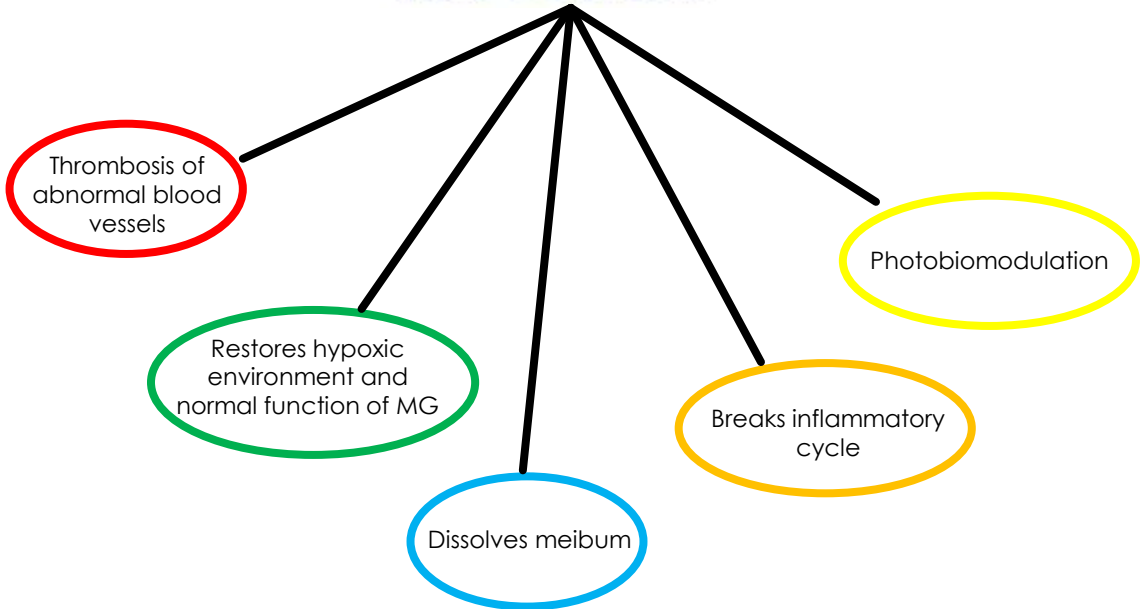 Thrombosis of
abnormal blood
vessels
Restores hypoxic
environment and
normal function of MG
Dissolves meibum
Breaks inflammatory
cycle
Photobiomodulation